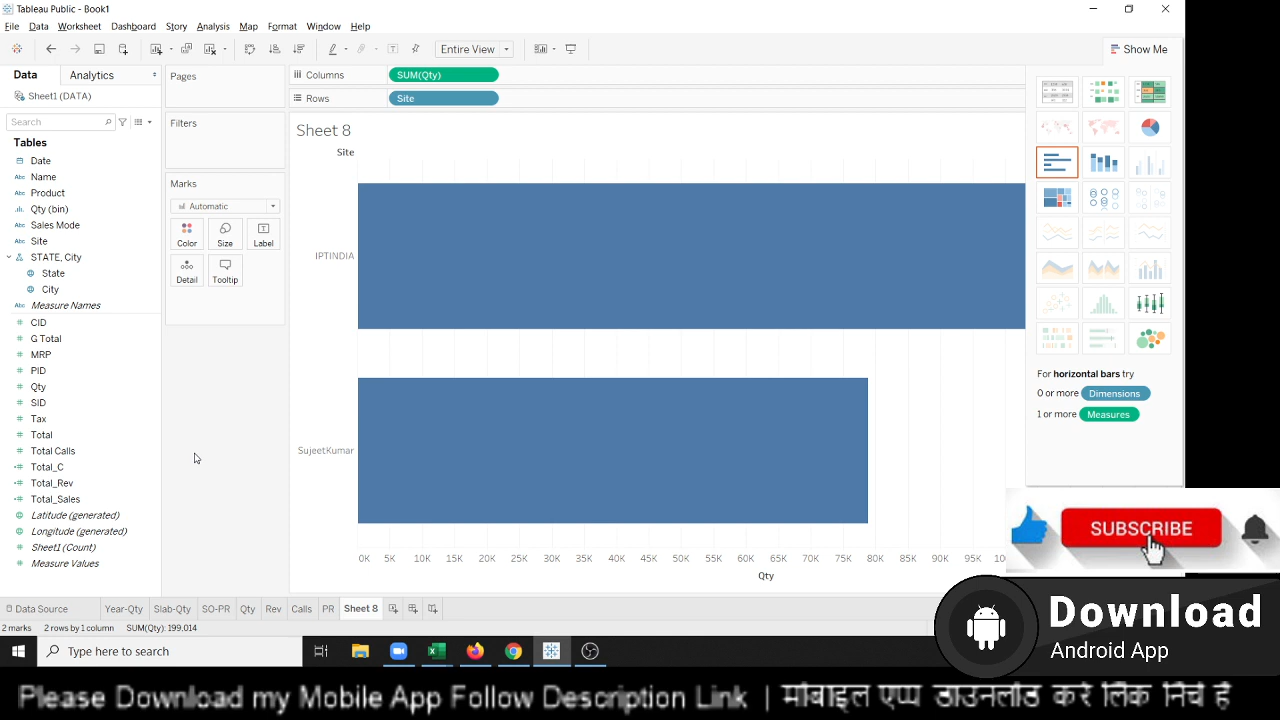 Tableau Public - Book1
File Data Worksheet Dashboard Story Analysis Map Format Window Help
Entire View
Show Me
Data Analytics
Pages
Columns SUM(Qty)
Sheet1 (DATA)
Rows Site
Search
Filters
Sheet 8
Tables
Site
Date
Name
Marks
Product
Automatic
Qty (bin)
Sales Mode
Color Size Label
Site
STATE, City
IPTINDIA
State
Detail Tooltip
City
Measure Names
CID
G Total
MRP
PID
Qty
SID
Tax
Total
Total Calls
SujeetKumar
Total_C
Total_Rev
Total_Sales
Latitude (generated)
Longitude (generated)
Sheet1 (Count)
Measure Values
For horizontal bars try
0 or more Dimensions
1 or more Measures
0K 5K 10K 15K 20K 25K 30K 35K 40K 45K 50K 55K 60K 65K 70K 75K 80K 85K 90K 95K
Qty
SUBSCRIBE
Data Source Year-Qty Slab-Qty SO-PR Qty Rev Calls PR Sheet 8
2 marks 2 rows by 1 column SUM(Qty): 199,014
Download
Android App
Type here to search
Please Download my Mobile App Follow Description Link | मोबाइल एप्प डाउनलोड करे लिंक निचे है